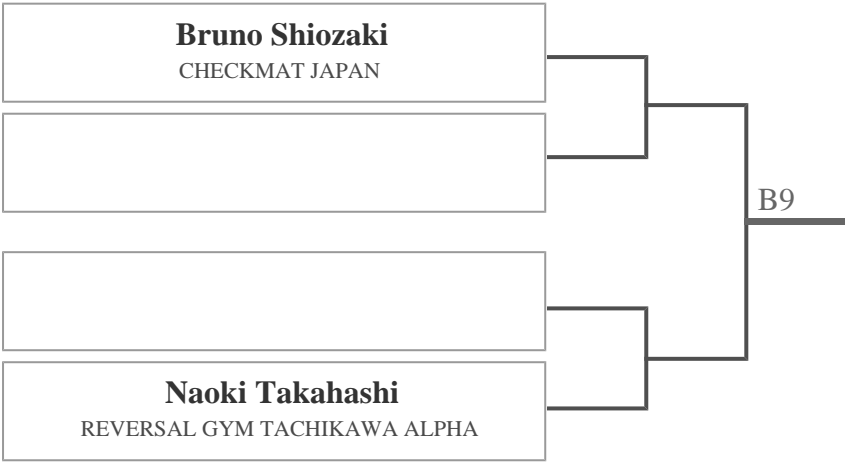 Bruno Shiozaki
CHECKMAT JAPAN
B9
Naoki Takahashi
REVERSAL GYM TACHIKAWA ALPHA